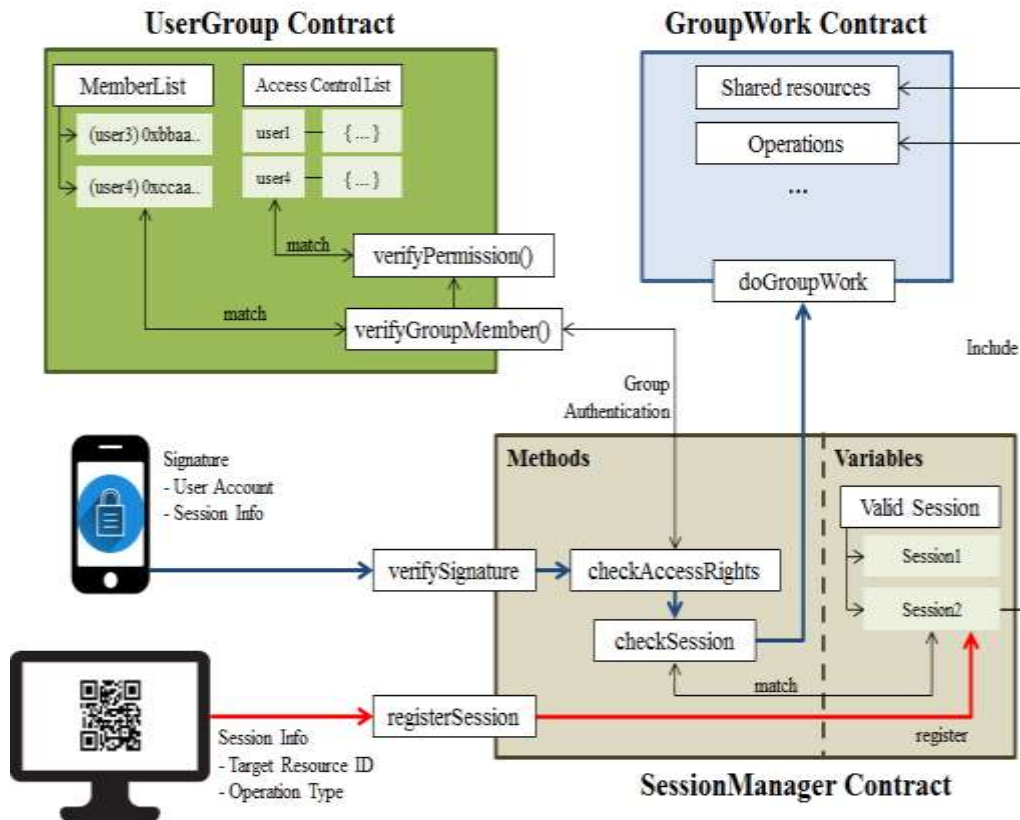 UserGroup Contract
GroupWork Contract
MemberList
Access Control List
(user3) 0xbbaa..
(user4) 0xccaa..
user1
{ ... }
user4
{ ... }
match
verifyPermission()
match
verifyGroupMember()
Shared resources
Operations
...
doGroupWork
Include
Group
Authentication
Signature
- User Account
- Session Info
Methods
Variables
Valid Session
Session1
Session2
verifySignature
checkAccessRights
checkSession
match
registerSession
register
Session Info
- Target Resource ID
- Operation Type
SessionManager Contract